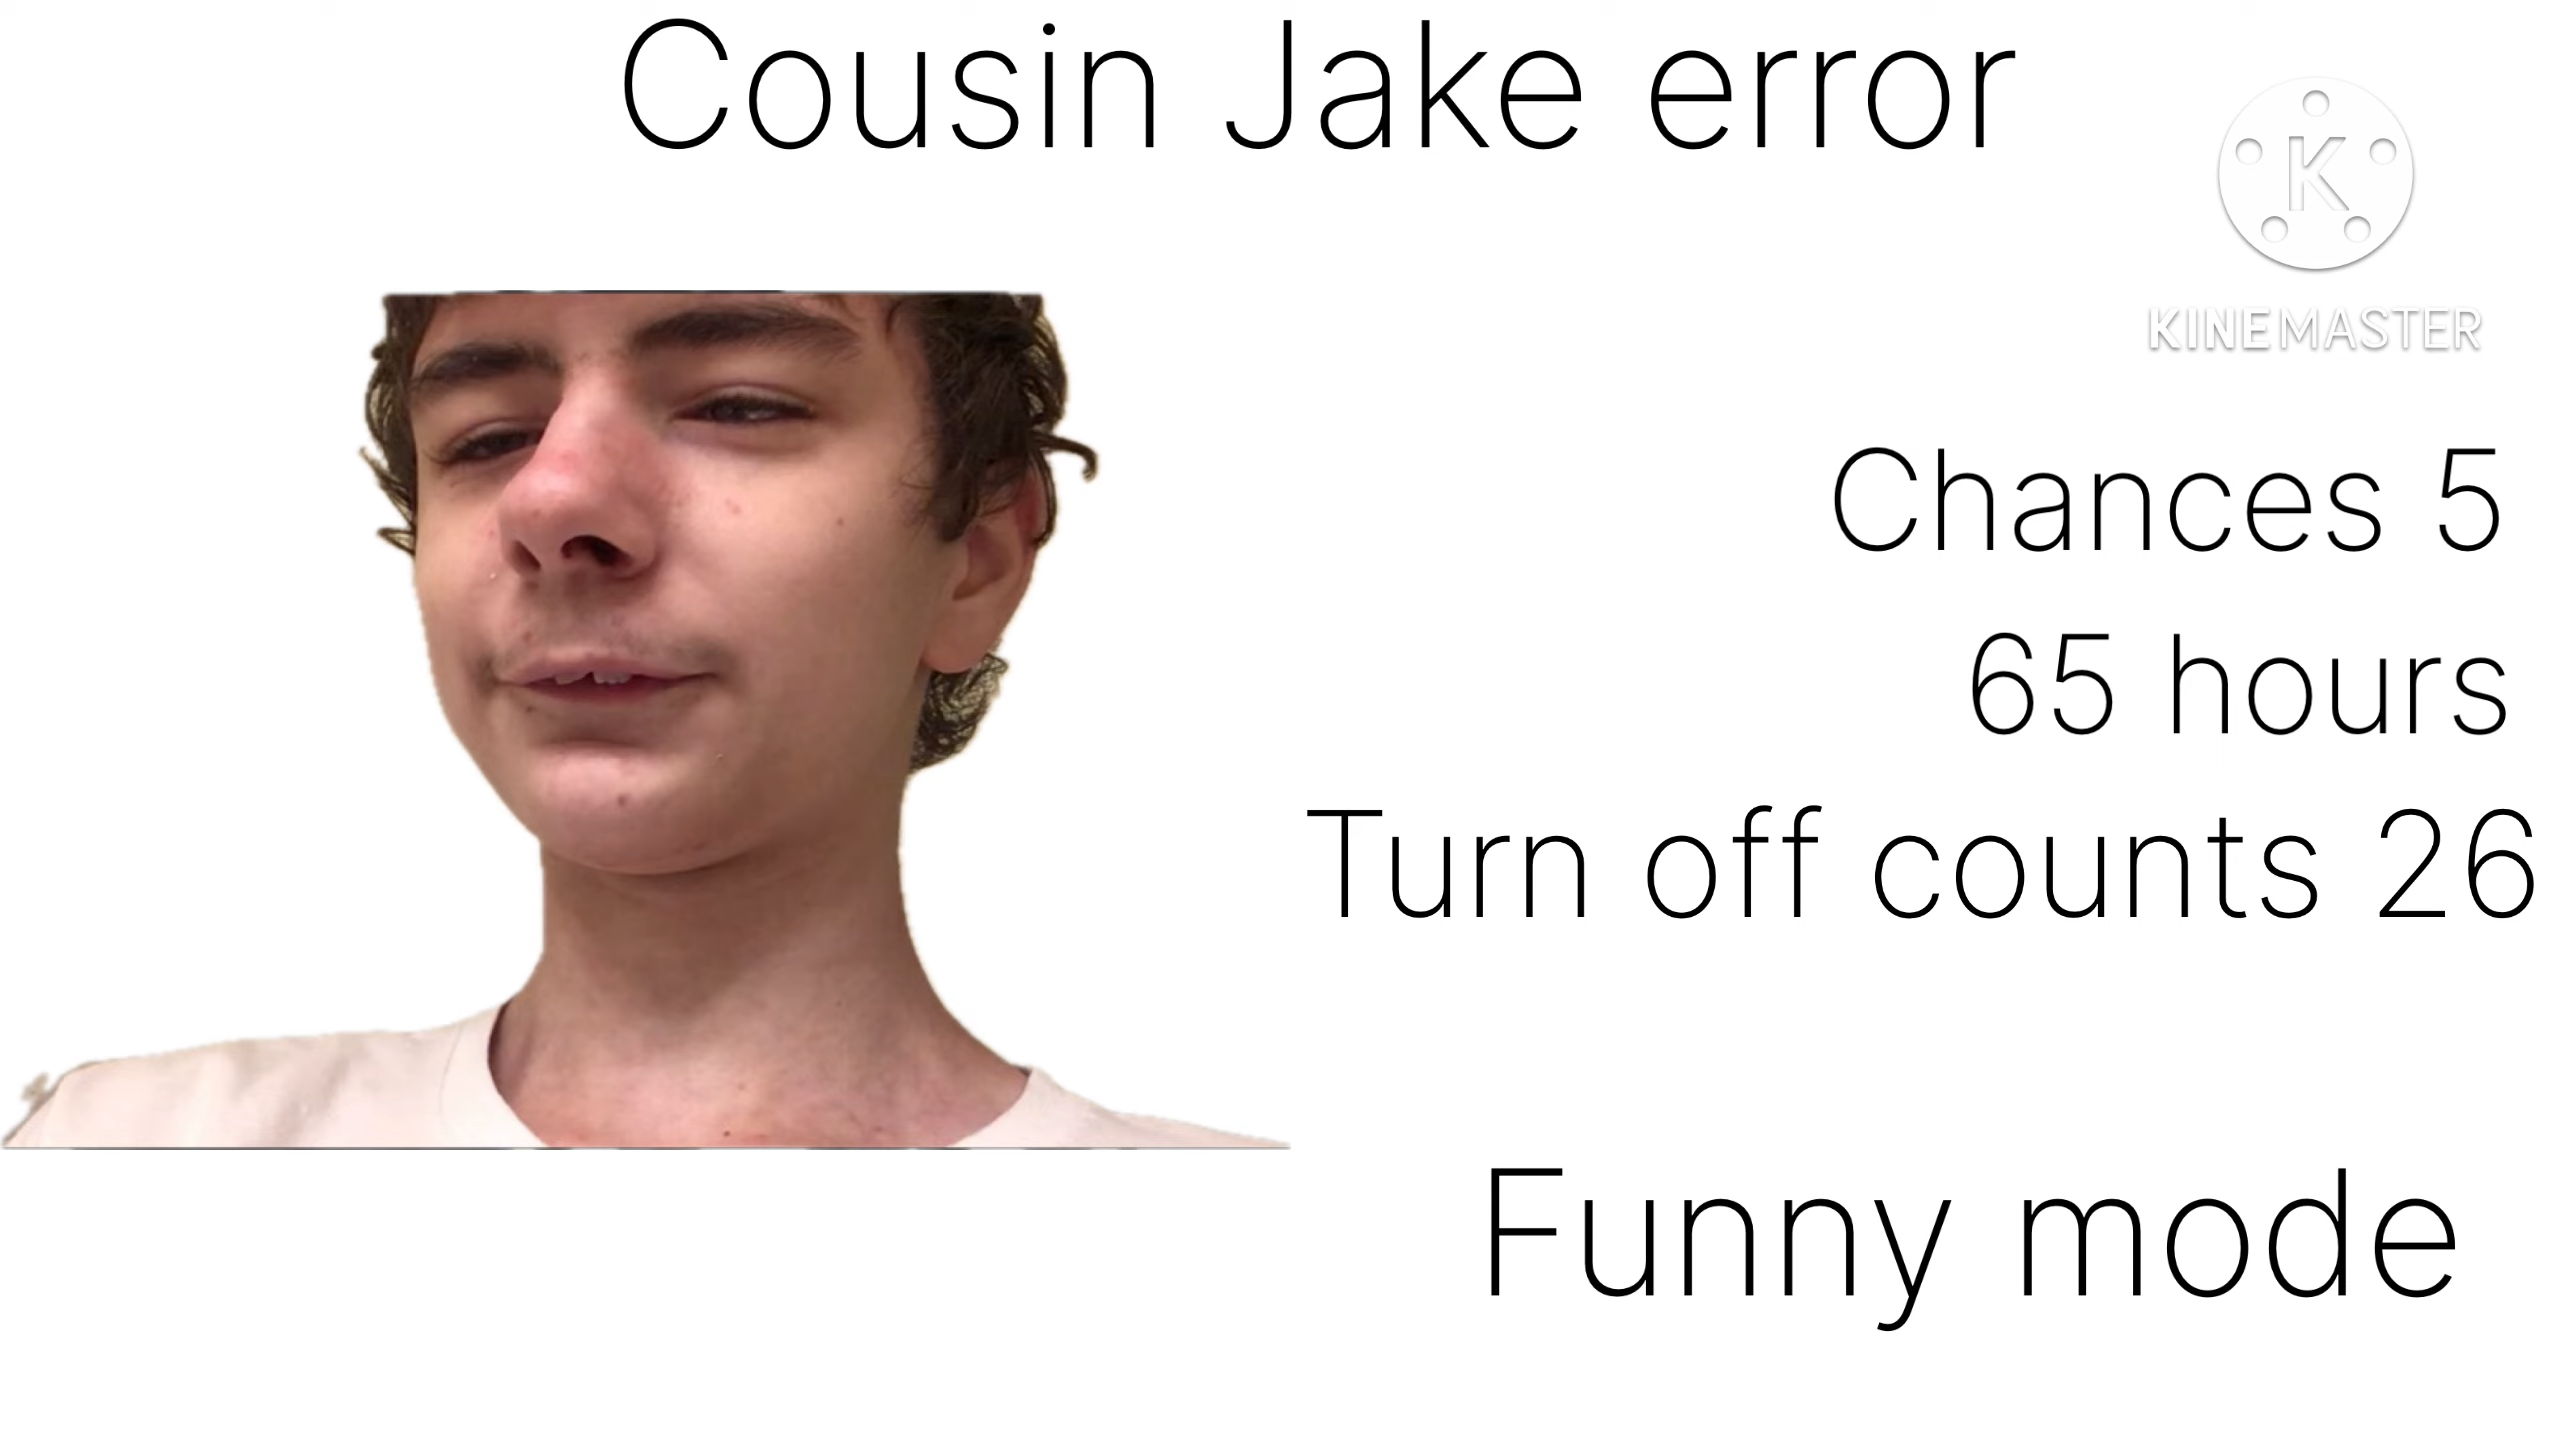 Cousin Jake error
K
KINEMASTER
Chances 5
65 hours
Turn off counts 26
Funny mode